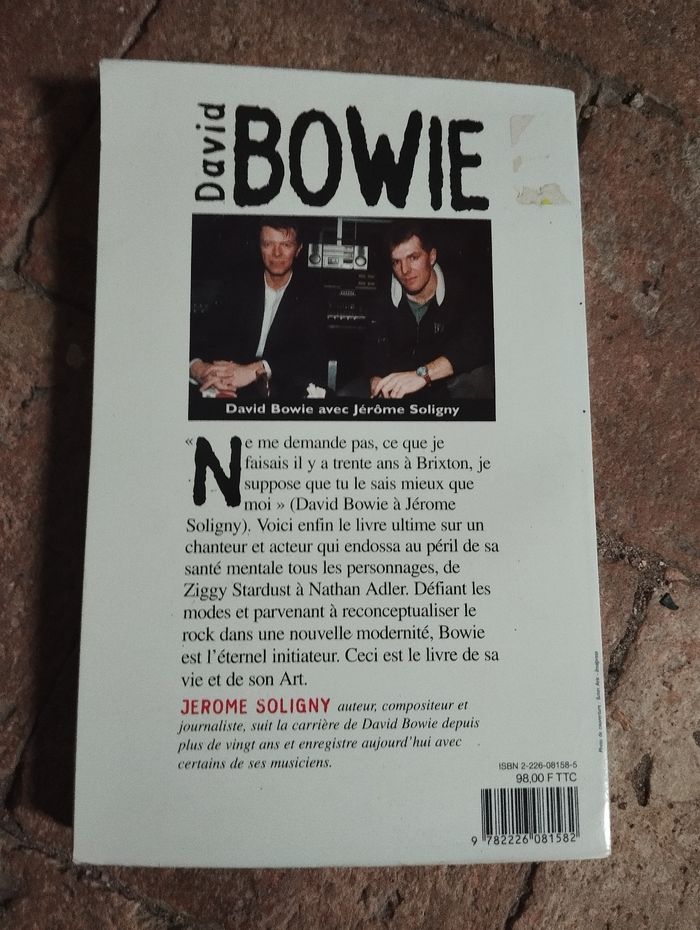 David BOWIE
David Bowie avec Jérôme Soligny
« Ne me demande pas, ce que je
faisais il y a trente ans à Brixton, je
suppose que tu le sais mieux que
moi » (David Bowie à Jérome
Soligny). Voici enfin le livre ultime sur un
chanteur et acteur qui endossa au péril de sa
santé mentale tous les personnages, de
Ziggy Stardust à Nathan Adler. Défiant les
modes et parvenant à reconceptualiser le
rock dans une nouvelle modernité, Bowie
est l'éternel initiateur. Ceci est le livre de sa
vie et de son Art.
JEROME SOLIGNY auteur, compositeur et
journaliste, suit la carrière de David Bowie depuis
plus de vingt ans et enregistre aujourd'hui avec
certains de ses musiciens.
Photo de couverture :
ISBN 2-226-08158-5
98,00 F TTC
9 782226 081582